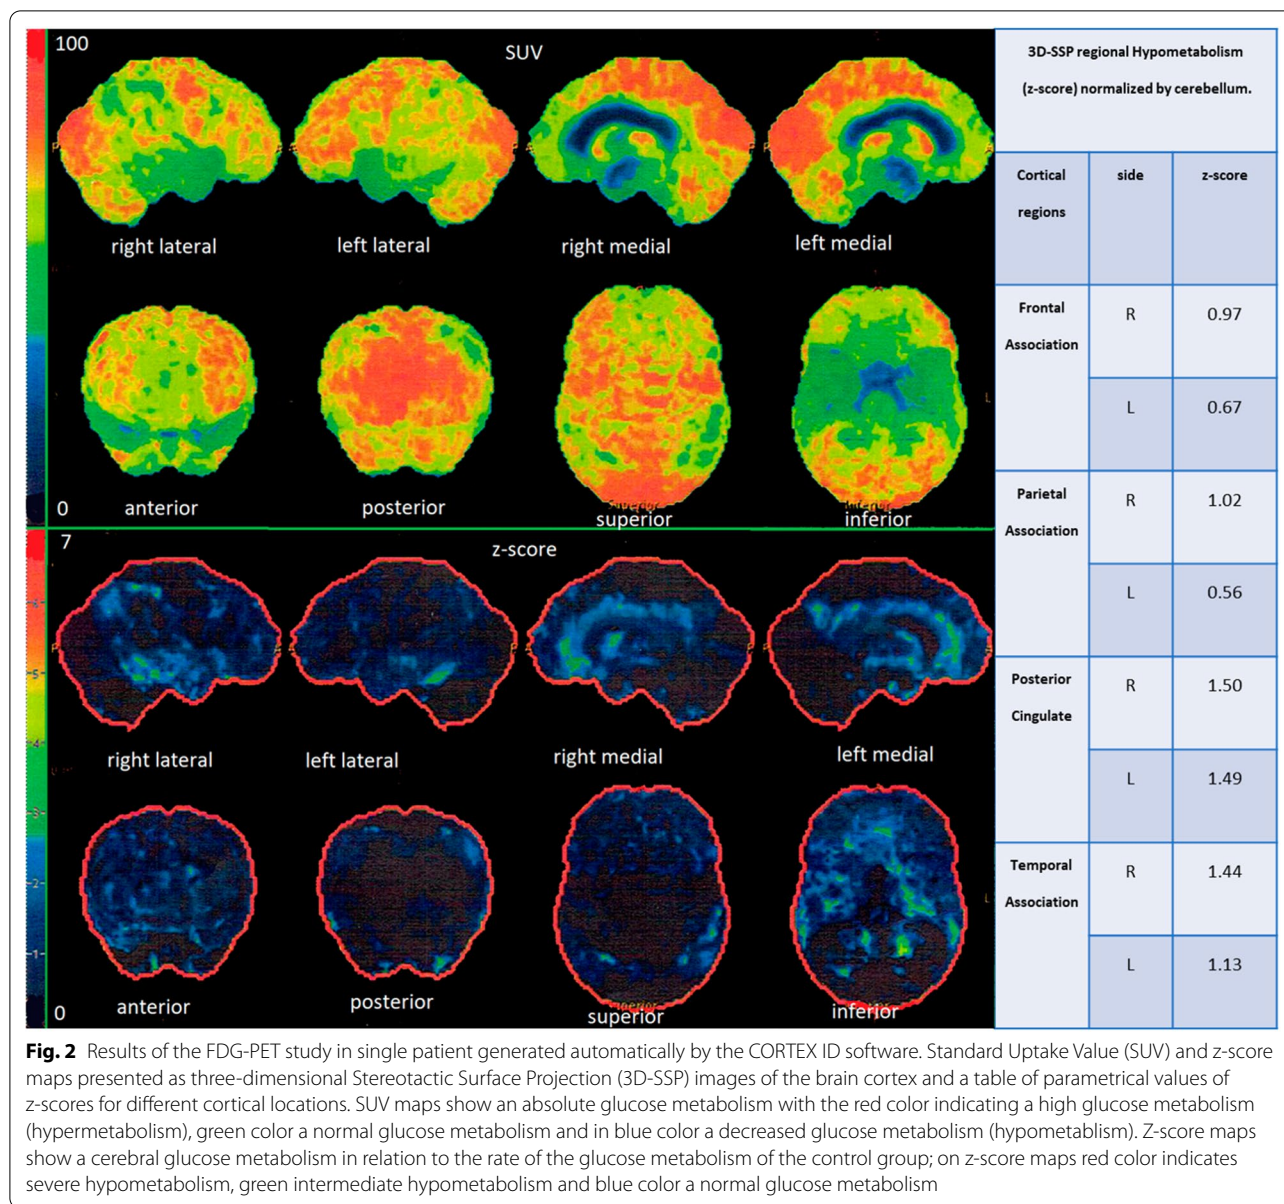 100
SUV
right lateral
left lateral
right medial
left medial
anterior
posterior
Superior
superior
Inferior
inferior
0
L
7
z-score
5
4
3
2
1
right lateral
left lateral
right medial
left medial
anterior
posterior
superior
inferior
0
L
3D-SSP regional Hypometabolism
(z-score) normalized by cerebellum.
Cortical regions side z-score
Frontal Association R 0.97
L 0.67
Parietal Association R 1.02
L 0.56
Posterior Cingulate R 1.50
L 1.49
Temporal Association R 1.44
L 1.13
Fig. 2 Results of the FDG-PET study in single patient generated automatically by the CORTEX ID software. Standard Uptake Value (SUV) and z-score
maps presented as three-dimensional Stereotactic Surface Projection (3D-SSP) images of the brain cortex and a table of parametrical values of
z-scores for different cortical locations. SUV maps show an absolute glucose metabolism with the red color indicating a high glucose metabolism
(hypermetabolism), green color a normal glucose metabolism and in blue color a decreased glucose metabolism (hypometablism). Z-score maps
show a cerebral glucose metabolism in relation to the rate of the glucose metabolism of the control group; on z-score maps red color indicates
severe hypometabolism, green intermediate hypometabolism and blue color a normal glucose metabolism